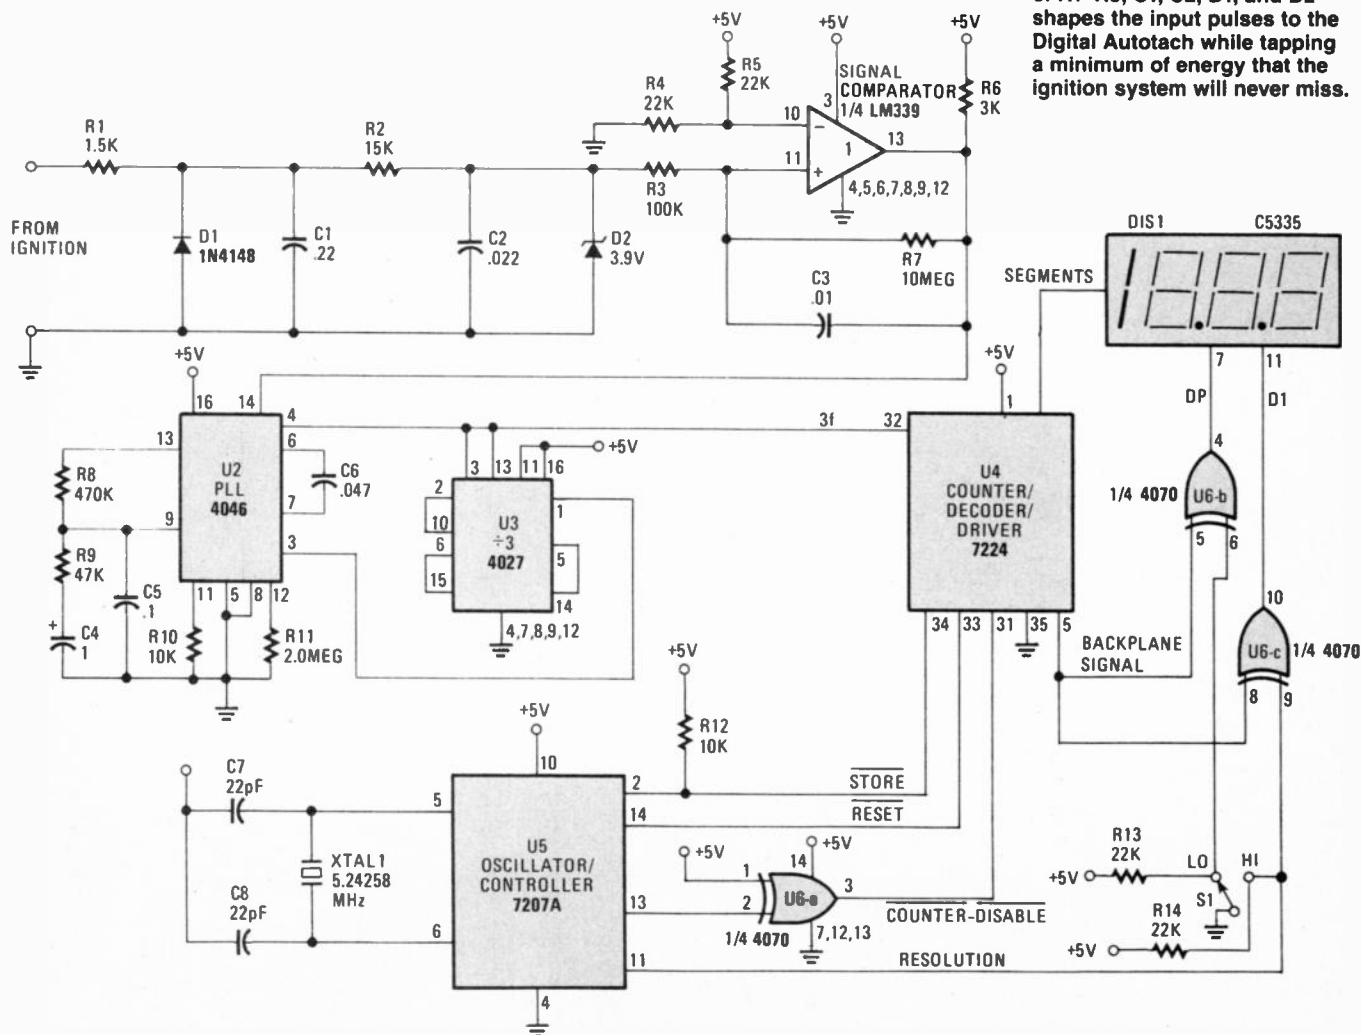 shapes the input pulses to the
Digital Autotach while tapping
a minimum of energy that the
ignition system will never miss.
+5V
+5V
+5V
R5
22K
R4
22K
SIGNAL
COMPARATOR
1/4 LM339
R6
3K
R1
1.5K
R2
15K
3
10
−
11
+
1
13
4,5,6,7,8,9,12
R3
100K
FROM
IGNITION
D1
1N4148
C1
.22
C2
.022
D2
3.9V
R7
10MEG
C3
.01
DIS1
C5335
SEGMENTS
7
11
DP
D1
+5V
16
14
4
13
6
7
9
3
11
5
8
12
U2
PLL
4046
R8
470K
R9
47K
C5
.1
+
C4
1
R10
10K
R11
2.0MEG
C6
.047
3
13
11
16
+5V
2
10
6
15
1
5
14
U3
÷3
4027
4,7,8,9,12
3f
32
+5V
1
U4
COUNTER/
DECODER/
DRIVER
7224
34
33
31
35
5
BACKPLANE
SIGNAL
4
1/4 4070
U6-b
5
6
10
U6-c
1/4 4070
8
9
+5V
R12
10K
STORE
RESET
+5V
10
2
14
5
6
13
11
4
U5
OSCILLATOR/
CONTROLLER
7207A
C7
22pF
C8
22pF
XTAL1
5.24258
MHz
+5V
+5V
14
1
2
U6-a
3
1/4 4070
7,12,13
COUNTER-DISABLE
RESOLUTION
R13
22K
+5V
LO
HI
S1
R14
22K
+5V